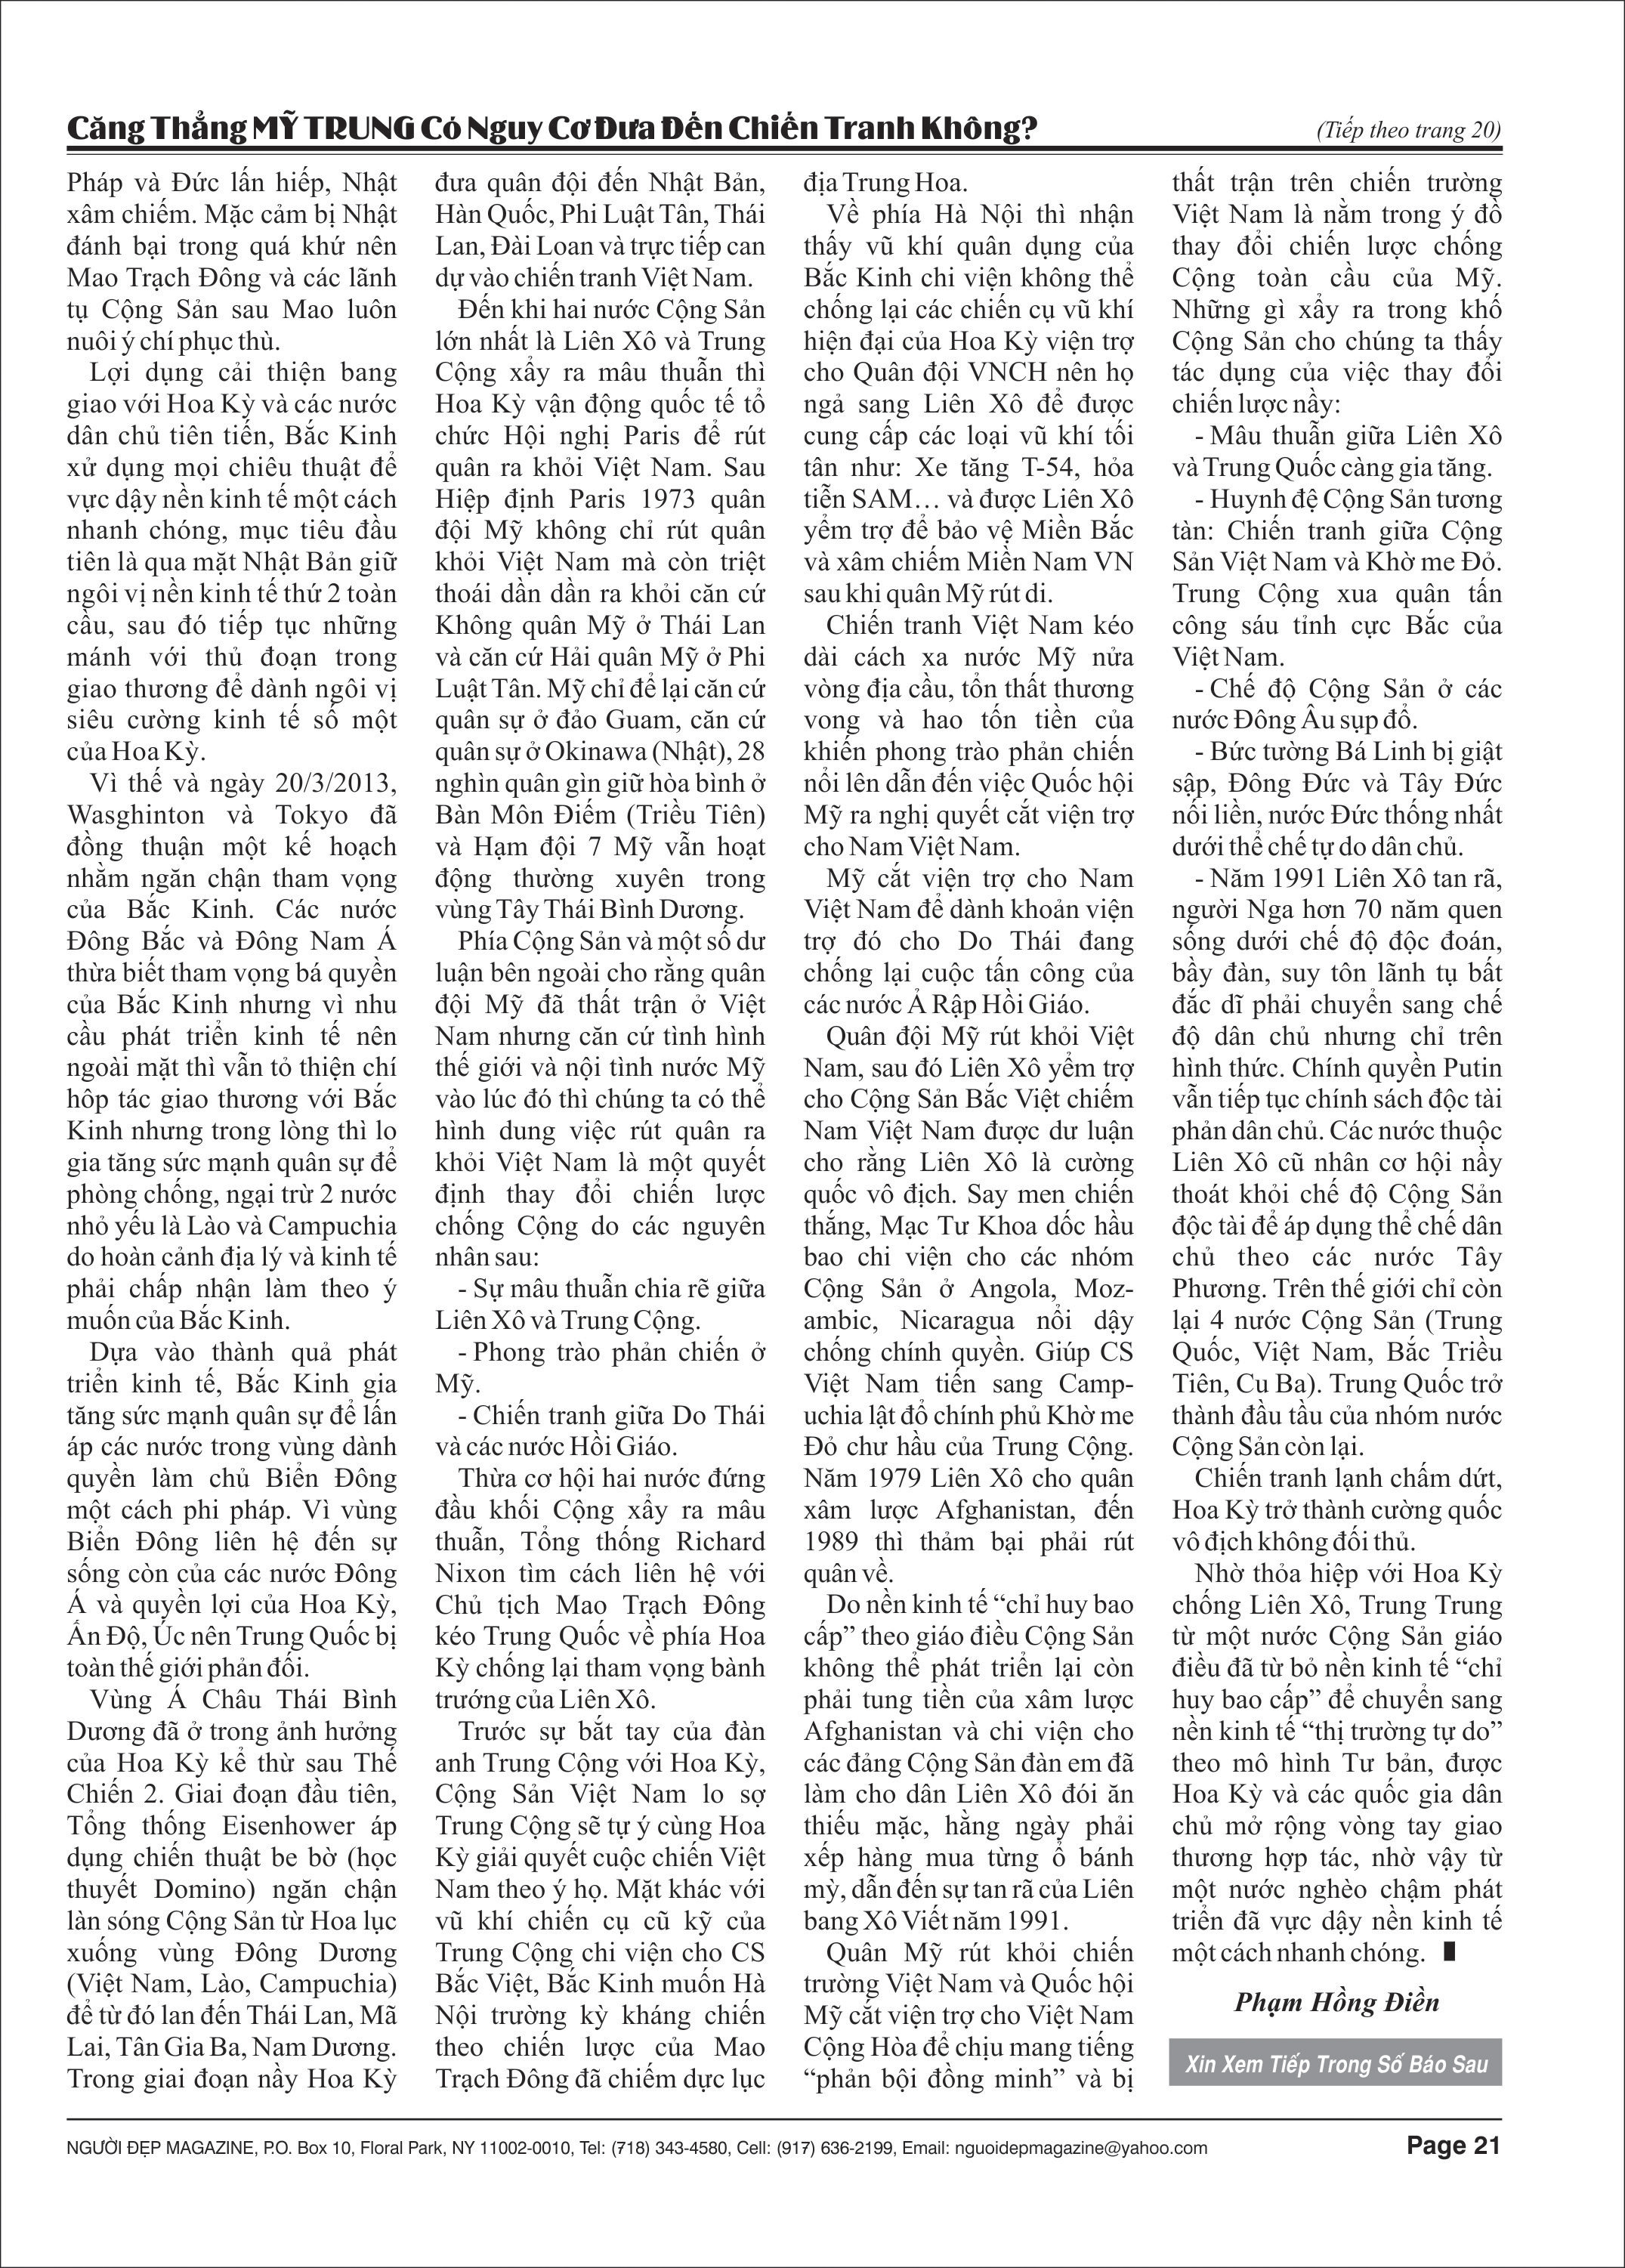 Căng Thẳng MỸ TRUNG Có Nguy Cơ Đưa Đến Chiến Tranh Không?
(Tiếp theo trang 20)
Pháp và Đức lấn hiếp, Nhật
xâm chiếm. Mặc cảm bị Nhật
đánh bại trong quá khứ nên
Mao Trạch Đông và các lãnh
tụ Cộng Sản sau Mao luôn
nuôi ý chí phục thù.
Lợi dụng cải thiện bang
giao với Hoa Kỳ và các nước
dân chủ tiên tiến, Bắc Kinh
xử dụng mọi chiêu thuật để
vực dậy nền kinh tế một cách
nhanh chóng, mục tiêu đầu
tiên là qua mặt Nhật Bản giữ
ngôi vị nền kinh tế thứ 2 toàn
cầu, sau đó tiếp tục những
mánh với thủ đoạn trong
giao thương để dành ngôi vị
siêu cường kinh tế số một
của Hoa Kỳ.
Vì thế và ngày 20/3/2013,
Wasghinton và Tokyo đã
đồng thuận một kế hoạch
nhằm ngăn chận tham vọng
của Bắc Kinh. Các nước
Đông Bắc và Đông Nam Á
thừa biết tham vọng bá quyền
của Bắc Kinh nhưng vì nhu
cầu phát triển kinh tế nên
ngoài mặt thì vẫn tỏ thiện chí
hôp tác giao thương với Bắc
Kinh nhưng trong lòng thì lo
gia tăng sức mạnh quân sự để
phòng chống, ngại trừ 2 nước
nhỏ yếu là Lào và Campuchia
do hoàn cảnh địa lý và kinh tế
phải chấp nhận làm theo ý
muốn của Bắc Kinh.
Dựa vào thành quả phát
triển kinh tế, Bắc Kinh gia
tăng sức mạnh quân sự để lấn
áp các nước trong vùng dành
quyền làm chủ Biển Đông
một cách phi pháp. Vì vùng
Biển Đông liên hệ đến sự
sống còn của các nước Đông
Á và quyền lợi của Hoa Kỳ,
Ấn Độ, Úc nên Trung Quốc bị
toàn thế giới phản đối.
Vùng Á Châu Thái Bình
Dương đã ở trong ảnh hưởng
của Hoa Kỳ kể thừ sau Thế
Chiến 2. Giai đoạn đầu tiên,
Tổng thống Eisenhower áp
dụng chiến thuật be bờ (học
thuyết Domino) ngăn chận
làn sóng Cộng Sản từ Hoa lục
xuống vùng Đông Dương
(Việt Nam, Lào, Campuchia)
để từ đó lan đến Thái Lan, Mã
Lai, Tân Gia Ba, Nam Dương.
Trong giai đoạn nầy Hoa Kỳ
đưa quân đội đến Nhật Bản,
Hàn Quốc, Phi Luật Tân, Thái
Lan, Đài Loan và trực tiếp can
dự vào chiến tranh Việt Nam.
Đến khi hai nước Cộng Sản
lớn nhất là Liên Xô và Trung
Cộng xẩy ra mâu thuẫn thì
Hoa Kỳ vận động quốc tế tổ
chức Hội nghị Paris để rút
quân ra khỏi Việt Nam. Sau
Hiệp định Paris 1973 quân
đội Mỹ không chỉ rút quân
khỏi Việt Nam mà còn triệt
thoái dần dần ra khỏi căn cứ
Không quân Mỹ ở Thái Lan
và căn cứ Hải quân Mỹ ở Phi
Luật Tân. Mỹ chỉ để lại căn cứ
quân sự ở đảo Guam, căn cứ
quân sự ở Okinawa (Nhật), 28
nghìn quân gìn giữ hòa bình ở
Bàn Môn Điếm (Triều Tiên)
và Hạm đội 7 Mỹ vẫn hoạt
động thường xuyên trong
vùng Tây Thái Bình Dương.
Phía Cộng Sản và một số dư
luận bên ngoài cho rằng quân
đội Mỹ đã thất trận ở Việt
Nam nhưng căn cứ tình hình
thế giới và nội tình nước Mỹ
vào lúc đó thì chúng ta có thể
hình dung việc rút quân ra
khỏi Việt Nam là một quyết
định thay đổi chiến lược
chống Cộng do các nguyên
nhân sau:
- Sự mâu thuẫn chia rẽ giữa
Liên Xô và Trung Cộng.
- Phong trào phản chiến ở
Mỹ.
- Chiến tranh giữa Do Thái
và các nước Hồi Giáo.
Thừa cơ hội hai nước đứng
đầu khối Cộng xẩy ra mâu
thuẫn, Tổng thống Richard
Nixon tìm cách liên hệ với
Chủ tịch Mao Trạch Đông
kéo Trung Quốc về phía Hoa
Kỳ chống lại tham vọng bành
trướng của Liên Xô.
Trước sự bắt tay của đàn
anh Trung Cộng với Hoa Kỳ,
Cộng Sản Việt Nam lo sợ
Trung Cộng sẽ tự ý cùng Hoa
Kỳ giải quyết cuộc chiến Việt
Nam theo ý họ. Mặt khác với
vũ khí chiến cụ cũ kỹ của
Trung Cộng chi viện cho CS
Bắc Việt, Bắc Kinh muốn Hà
Nội trường kỳ kháng chiến
theo chiến lược của Mao
Trạch Đông đã chiếm dực lục
địa Trung Hoa.
Về phía Hà Nội thì nhận
thấy vũ khí quân dụng của
Bắc Kinh chi viện không thể
chống lại các chiến cụ vũ khí
hiện đại của Hoa Kỳ viện trợ
cho Quân đội VNCH nên họ
ngả sang Liên Xô để được
cung cấp các loại vũ khí tối
tân như: Xe tăng T-54, hỏa
tiễn SAM… và được Liên Xô
yểm trợ để bảo vệ Miền Bắc
và xâm chiếm Miền Nam VN
sau khi quân Mỹ rút di.
Chiến tranh Việt Nam kéo
dài cách xa nước Mỹ nửa
vòng địa cầu, tổn thất thương
vong và hao tốn tiền của
khiến phong trào phản chiến
nổi lên dẫn đến việc Quốc hội
Mỹ ra nghị quyết cắt viện trợ
cho Nam Việt Nam.
Mỹ cắt viện trợ cho Nam
Việt Nam để dành khoản viện
trợ đó cho Do Thái đang
chống lại cuộc tấn công của
các nước Ả Rập Hồi Giáo.
Quân đội Mỹ rút khỏi Việt
Nam, sau đó Liên Xô yểm trợ
cho Cộng Sản Bắc Việt chiếm
Nam Việt Nam được dư luận
cho rằng Liên Xô là cường
quốc vô địch. Say men chiến
thắng, Mạc Tư Khoa dốc hầu
bao chi viện cho các nhóm
Cộng Sản ở Angola, Moz-
ambic, Nicaragua nổi dậy
chống chính quyền. Giúp CS
Việt Nam tiến sang Camp-
uchia lật đổ chính phủ Khờ me
Đỏ chư hầu của Trung Cộng.
Năm 1979 Liên Xô cho quân
xâm lược Afghanistan, đến
1989 thì thảm bại phải rút
quân về.
Do nền kinh tế “chỉ huy bao
cấp” theo giáo điều Cộng Sản
không thể phát triển lại còn
phải tung tiền của xâm lược
Afghanistan và chi viện cho
các đảng Cộng Sản đàn em đã
làm cho dân Liên Xô đói ăn
thiếu mặc, hằng ngày phải
xếp hàng mua từng ổ bánh
mỳ, dẫn đến sự tan rã của Liên
bang Xô Viết năm 1991.
Quân Mỹ rút khỏi chiến
trường Việt Nam và Quốc hội
Mỹ cắt viện trợ cho Việt Nam
Cộng Hòa để chịu mang tiếng
“phản bội đồng minh” và bị
thất trận trên chiến trường
Việt Nam là nằm trong ý đồ
thay đổi chiến lược chống
Cộng toàn cầu của Mỹ.
Những gì xẩy ra trong khố
Cộng Sản cho chúng ta thấy
tác dụng của việc thay đổi
chiến lược nầy:
- Mâu thuẫn giữa Liên Xô
và Trung Quốc càng gia tăng.
- Huynh đệ Cộng Sản tương
tàn: Chiến tranh giữa Cộng
Sản Việt Nam và Khờ me Đỏ.
Trung Cộng xua quân tấn
công sáu tỉnh cực Bắc của
Việt Nam.
- Chế độ Cộng Sản ở các
nước Đông Âu sụp đổ.
- Bức tường Bá Linh bị giật
sập, Đông Đức và Tây Đức
nối liền, nước Đức thống nhất
dưới thể chế tự do dân chủ.
- Năm 1991 Liên Xô tan rã,
người Nga hơn 70 năm quen
sống dưới chế độ độc đoán,
bầy đàn, suy tôn lãnh tụ bất
đắc dĩ phải chuyển sang chế
độ dân chủ nhưng chỉ trên
hình thức. Chính quyền Putin
vẫn tiếp tục chính sách độc tài
phản dân chủ. Các nước thuộc
Liên Xô cũ nhân cơ hội nầy
thoát khỏi chế độ Cộng Sản
độc tài để áp dụng thể chế dân
chủ theo các nước Tây
Phương. Trên thế giới chỉ còn
lại 4 nước Cộng Sản (Trung
Quốc, Việt Nam, Bắc Triều
Tiên, Cu Ba). Trung Quốc trở
thành đầu tầu của nhóm nước
Cộng Sản còn lại.
Chiến tranh lạnh chấm dứt,
Hoa Kỳ trở thành cường quốc
vô địch không đối thủ.
Nhờ thỏa hiệp với Hoa Kỳ
chống Liên Xô, Trung Trung
từ một nước Cộng Sản giáo
điều đã từ bỏ nền kinh tế “chỉ
huy bao cấp” để chuyển sang
nền kinh tế “thị trường tự do”
theo mô hình Tư bản, được
Hoa Kỳ và các quốc gia dân
chủ mở rộng vòng tay giao
thương hợp tác, nhờ vậy từ
một nước nghèo chậm phát
triển đã vực dậy nền kinh tế
một cách nhanh chóng.
Phạm Hồng Điền
Xin Xem Tiếp Trong Số Báo Sau
NGƯỜI ĐẸP MAGAZINE, P.O. Box 10, Floral Park, NY 11002-0010, Tel: (718) 343-4580, Cell: (917) 636-2199, Email: nguoidepmagazine@yahoo.com
Page 21